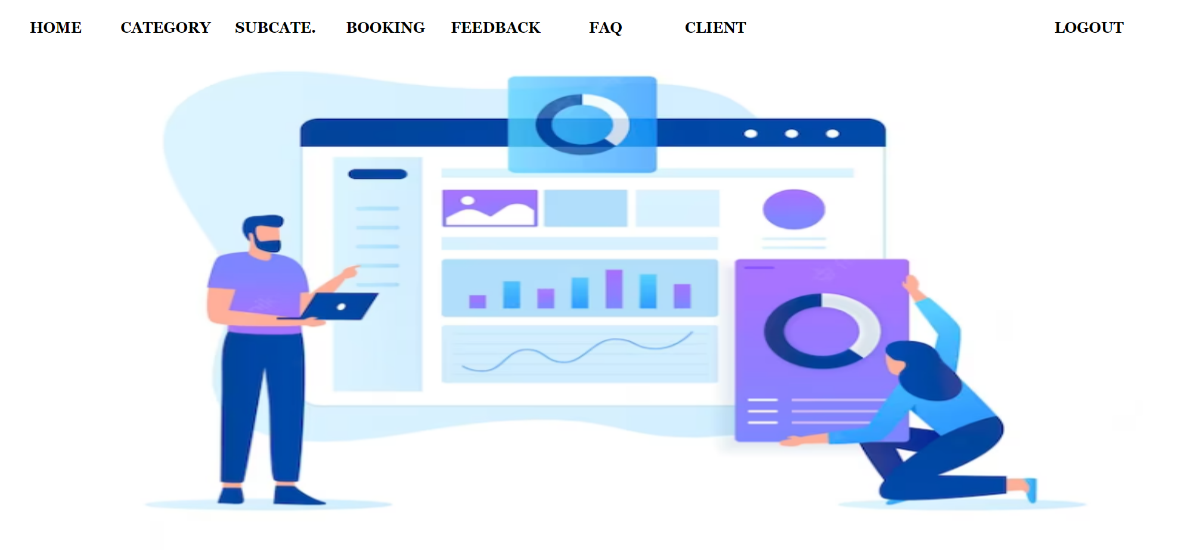 HOME CATEGORY SUBCATE. BOOKING FEEDBACK FAQ CLIENT LOGOUT